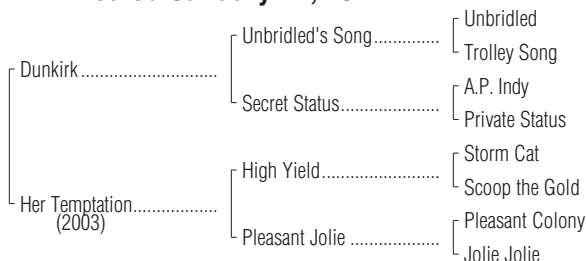 Unbridled
Unbridled's Song..............
Trolley Song
Dunkirk.............................
A.P. Indy
Secret Status.....................
Private Status
Storm Cat
High Yield..........................
Scoop the Gold
Her Temptation..................
(2003)
Pleasant Colony
Pleasant Jolie ...................
Jolie Jolie